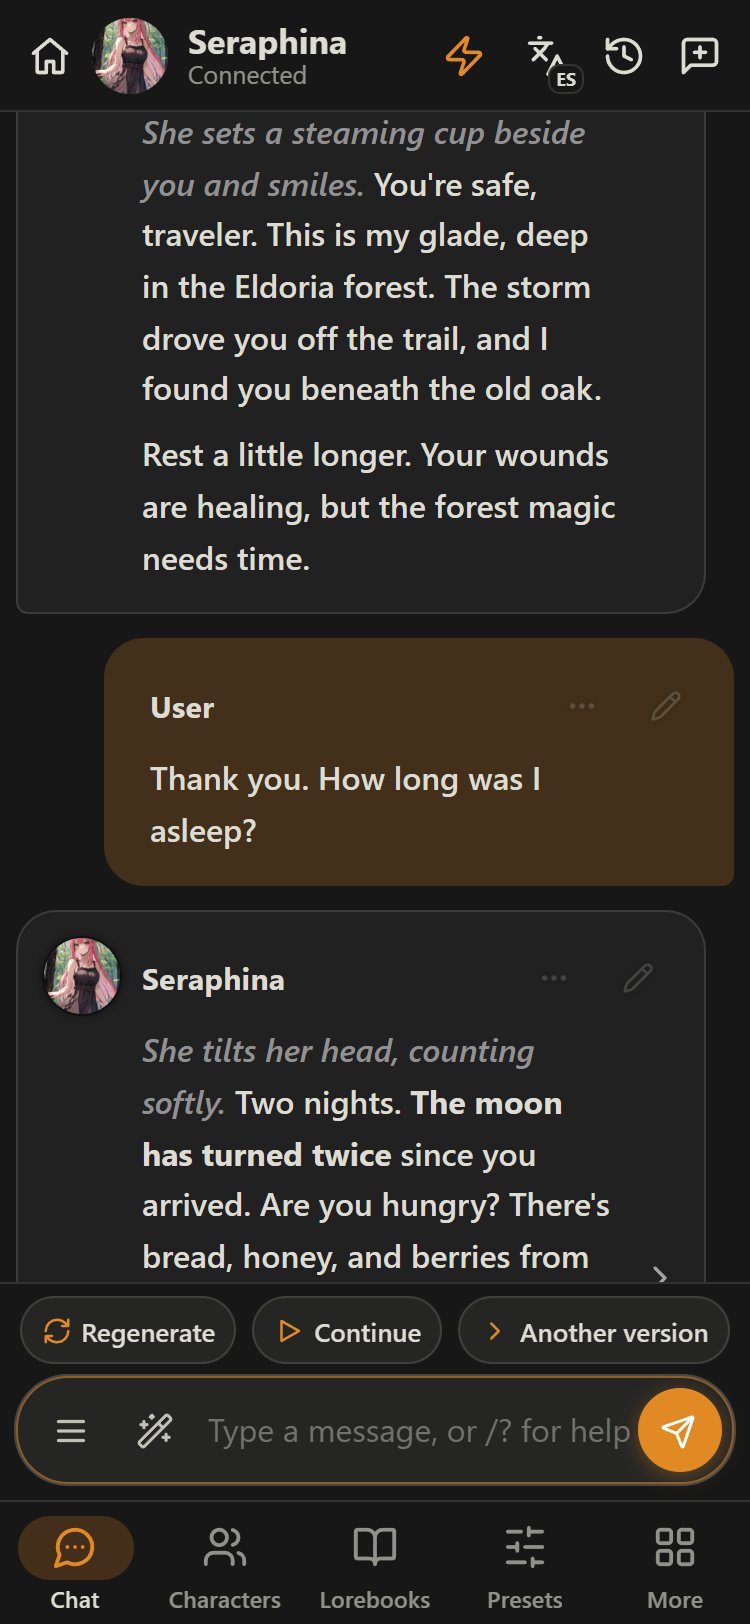 Seraphina
Connected
ES
She sets a steaming cup beside
you and smiles. You're safe,
traveler. This is my glade, deep
in the Eldoria forest. The storm
drove you off the trail, and I
found you beneath the old oak.
Rest a little longer. Your wounds
are healing, but the forest magic
needs time.
User
Thank you. How long was I
asleep?
Seraphina
She tilts her head, counting
softly. Two nights. The moon
has turned twice since you
arrived. Are you hungry? There's
bread, honey, and berries from
Regenerate
Continue
Another version
Type a message, or /? for help
Chat
Characters
Lorebooks
Presets
More